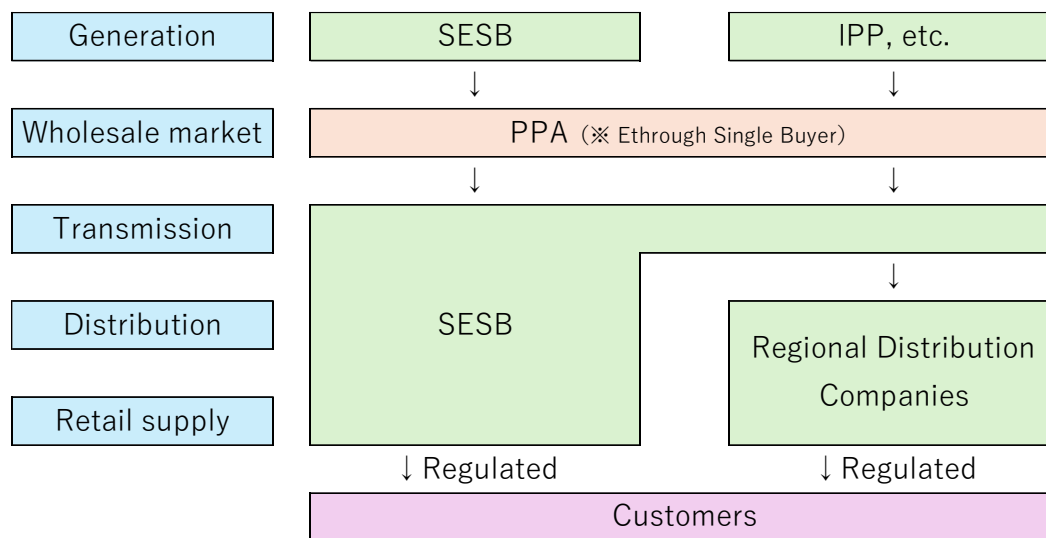 Generation
SESB
IPP, etc.
↓
↓
Wholesale market
PPA (※ Ethrough Single Buyer)
↓
↓
Transmission
↓
Distribution
SESB
Regional Distribution
Companies
Retail supply
↓ Regulated
↓ Regulated
Customers